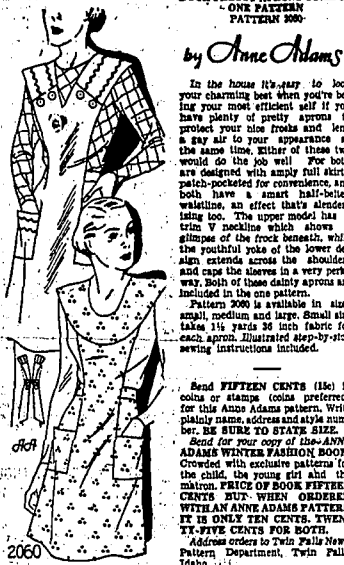 ONE PATTERN
PATTERN 2060
by Anne Adams
In the house it's easy to loo
your charming best when you're be
ing your most efficient self if yo
have plenty of pretty aprons t
protect your nice frocks and len
a gay air to your appearance a
the same time. Either of these tw
would do the job well For bot
are designed with amply full skirt
patch-pocketed for convenience, an
both have a smart half-belte
waistline, an effect that's slender
izing too. The upper model has
trim V neckline which shows
glimpes of the frock beneath, whil
the youthful yoke of the lower de
sign extends across the shoulder
and caps the sleeves in a very perk
way. Both of these dainty aprons ar
included in the one pattern.
Pattern 2060 is available in size
small, medium and large. Small siz
takes 1⅛ yards 36 inch fabric fo
each apron. Illustrated step-by-ste
sewing instructions included.
Send FIFTEEN CENTS (15c) i
coins or stamps (coins preferred
for this Anne Adams pattern. Writ
plainly name, address and style num
ber. BE SURE TO STATE SIZE.
Send for your copy of the ANN
ADAMS WINTER FASHION BOOK
Crowded with exclusive patterns fo
the child, the young girl and th
matron. PRICE OF BOOK FIFTEE
CENTS BUT WHEN ORDERE
WITH AN ANNE ADAMS PATTER
IT IS ONLY TEN CENTS. TWEN
TY-FIVE CENTS FOR BOTH.
Address orders to Twin Falls New
Pattern Department, Twin Fall
Idaho
AA
2060